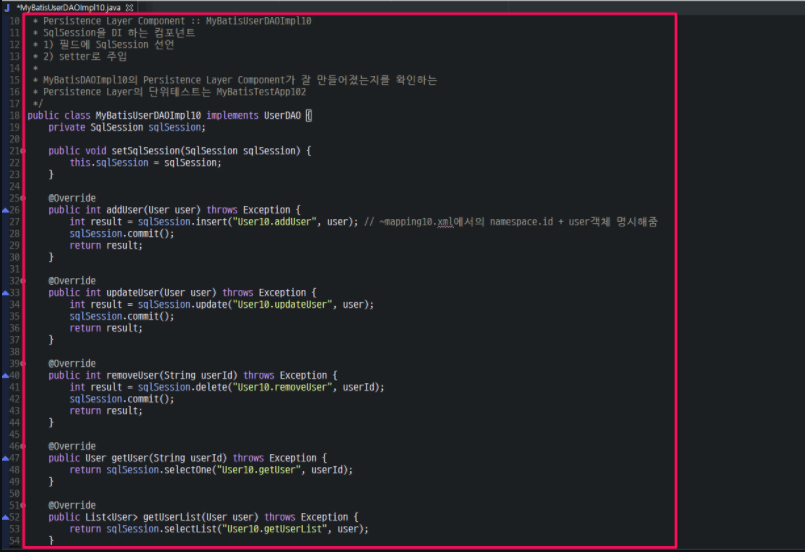 *MyBatisUserDAOImpl10.java
10 * Persistence Layer Component :: MyBatisUserDAOImpl10
11 * SqlSession을 DI 하는 컴포넌트
12 * 1) 필드에 SqlSession 선언
13 * 2) setter로 주입
14 *
15 * MyBatisDAOImpl10의 Persistence Layer Component가 잘 만들어졌는지를 확인하는
16 * Persistence Layer의 단위테스트는 MyBatisTestApp102
17 */
18 public class MyBatisUserDAOImpl10 implements UserDAO {
19 private SqlSession sqlSession;
20
21 public void setSqlSession(SqlSession sqlSession) {
22 this.sqlSession = sqlSession;
23 }
24
25 @Override
26 public int addUser(User user) throws Exception {
27 int result = sqlSession.insert("User10.addUser", user); // ~mapping10.xml에서의 namespace.id + user객체 명시해줌
28 sqlSession.commit();
29 return result;
30 }
31
32 @Override
33 public int updateUser(User user) throws Exception {
34 int result = sqlSession.update("User10.updateUser", user);
35 sqlSession.commit();
36 return result;
37 }
38
39 @Override
40 public int removeUser(String userId) throws Exception {
41 int result = sqlSession.delete("User10.removeUser", userId);
42 sqlSession.commit();
43 return result;
44 }
45
46 @Override
47 public User getUser(String userId) throws Exception {
48 return sqlSession.selectOne("User10.getUser", userId);
49 }
50
51 @Override
52 public List<User> getUserList(User user) throws Exception {
53 return sqlSession.selectList("User10.getUserList", user);
54 }